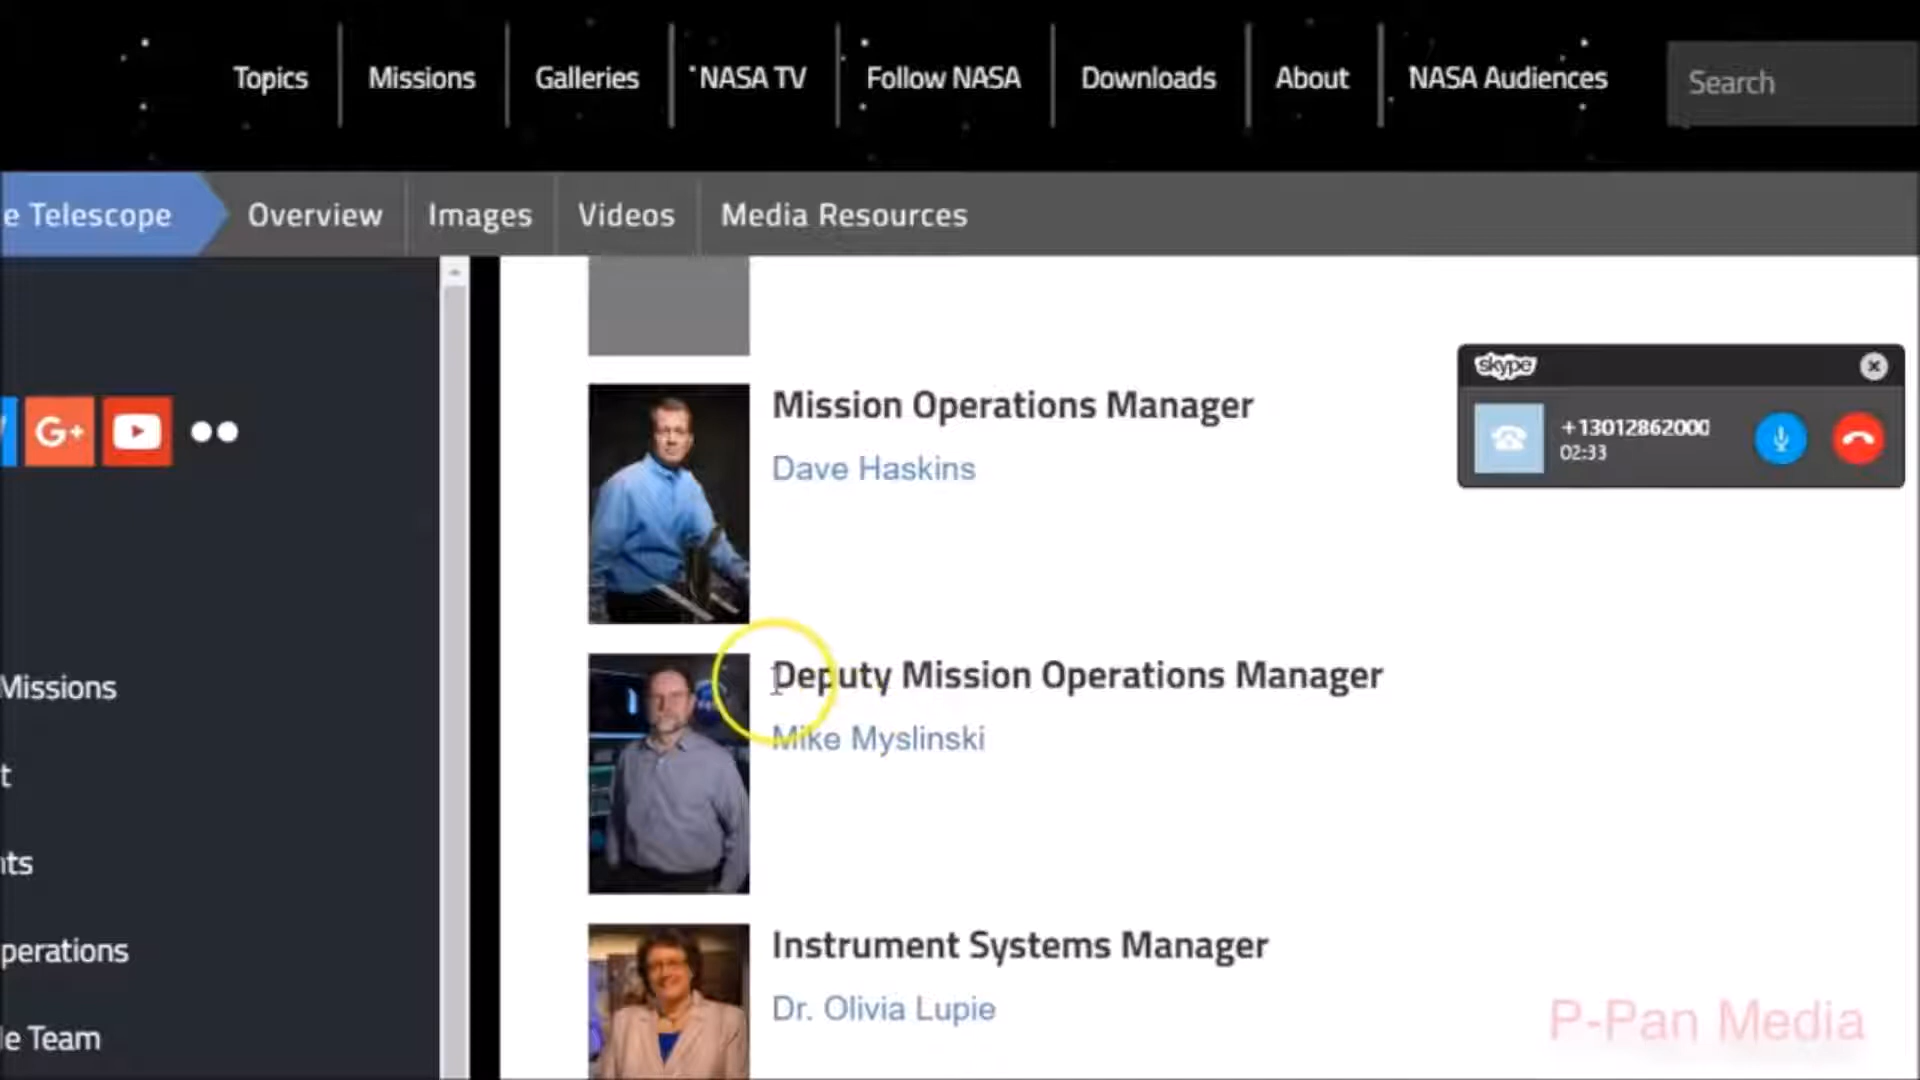 Topics
Missions
Galleries
NASA TV
Follow NASA
Downloads
About
NASA Audiences
Search
e Telescope
Overview
Images
Videos
Media Resources
G+
skype
+13012862000
02:33
Mission Operations Manager
Dave Haskins
Deputy Mission Operations Manager
Mike Myslinski
Instrument Systems Manager
Dr. Olivia Lupie
Missions
t
nts
perations
le Team
P-Pan Media